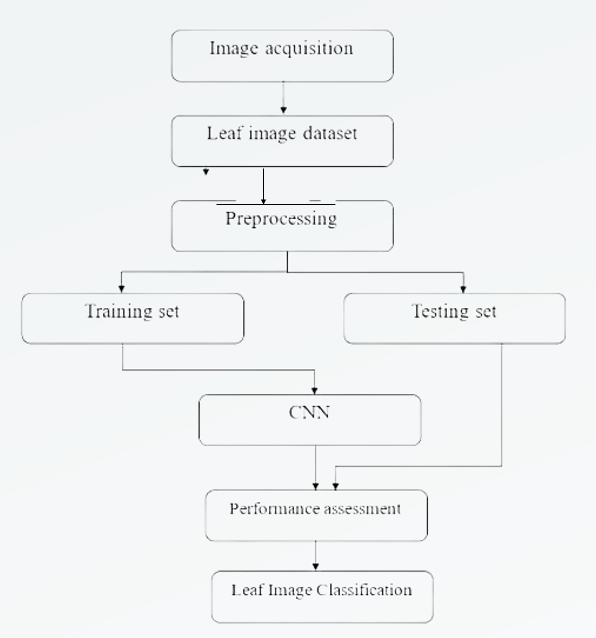 Image acquisition
Leaf image dataset
Preprocessing
Training set
Testing set
CNN
Performance assessment
Leaf Image Classification